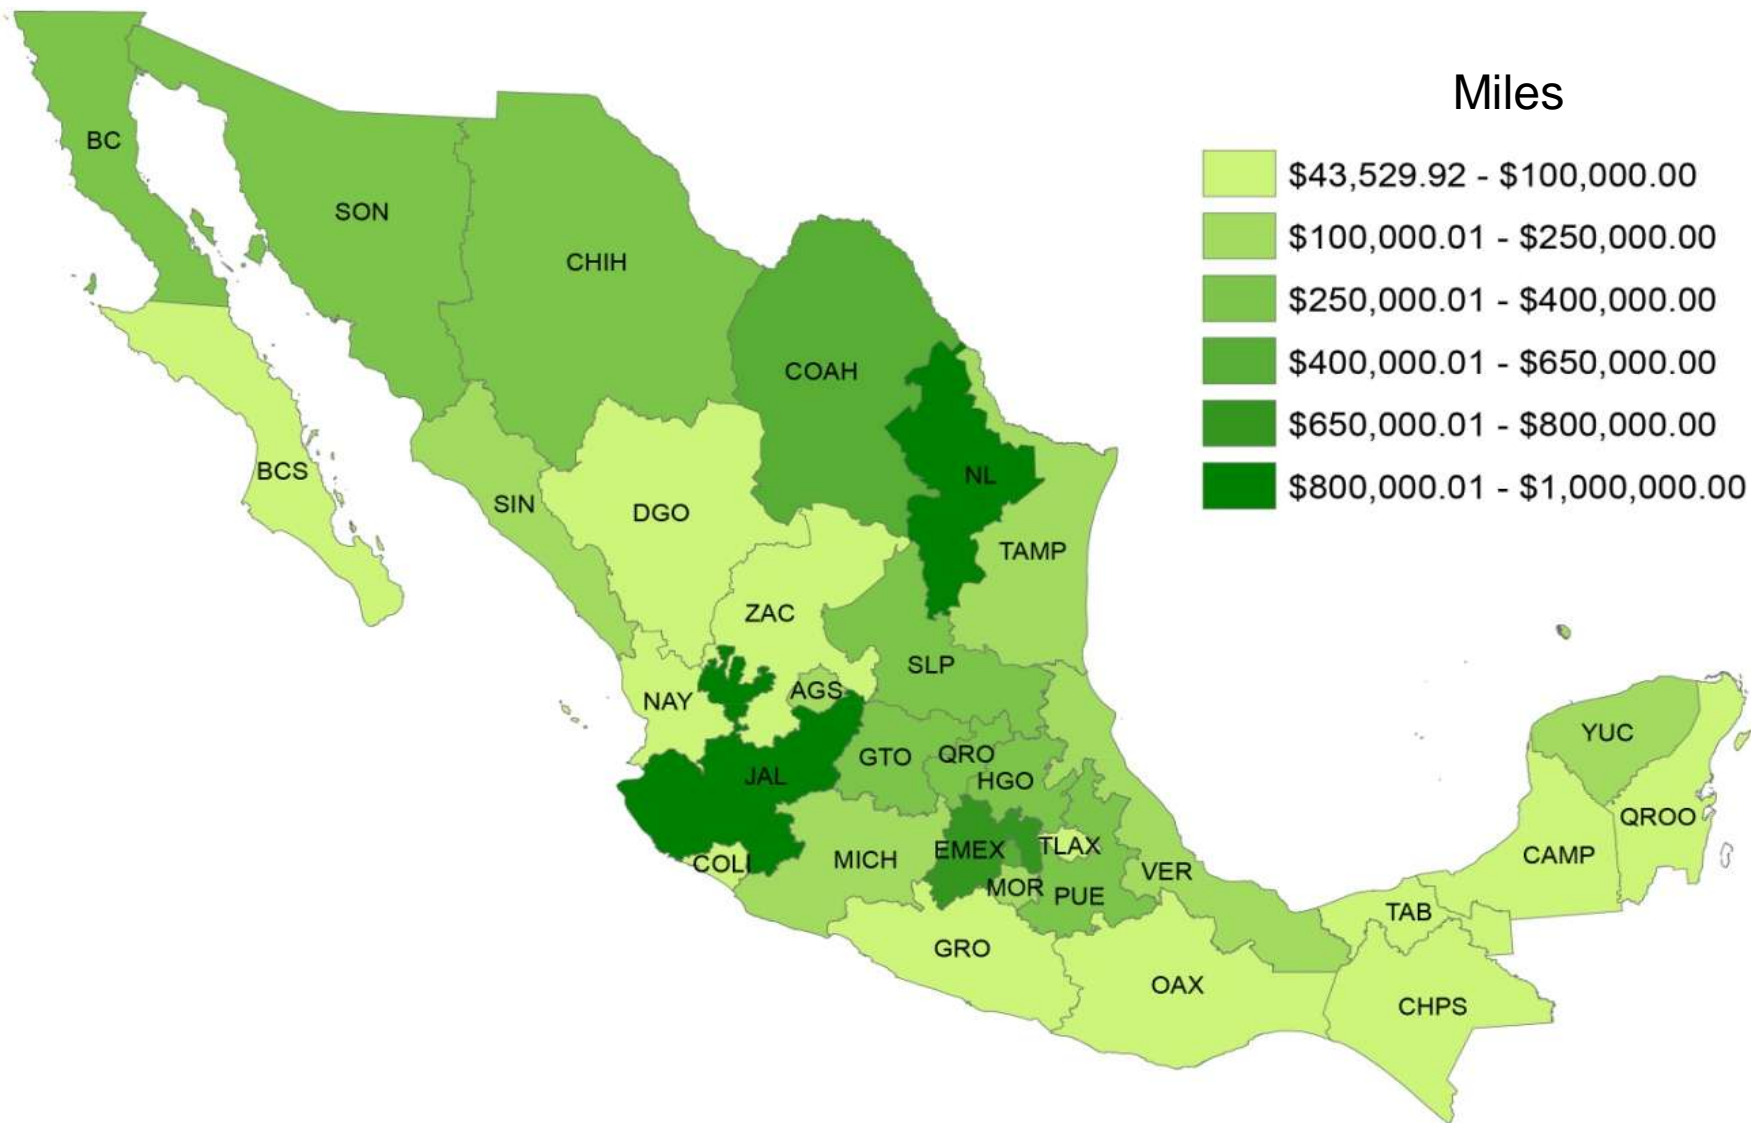 Miles
$43,529.92 - $100,000.00
$100,000.01 - $250,000.00
$250,000.01 - $400,000.00
$400,000.01 - $650,000.00
$650,000.01 - $800,000.00
$800,000.01 - $1,000,000.00
BC
SON
CHIH
COAH
BCS
NL
SIN
DGO
TAMP
ZAC
SLP
AGS
NAY
YUC
GTO
QRO
JAL
HGO
QROO
TLAX
EMEX
CAMP
MICH
COLI
VER
MOR
PUE
TAB
GRO
OAX
CHPS